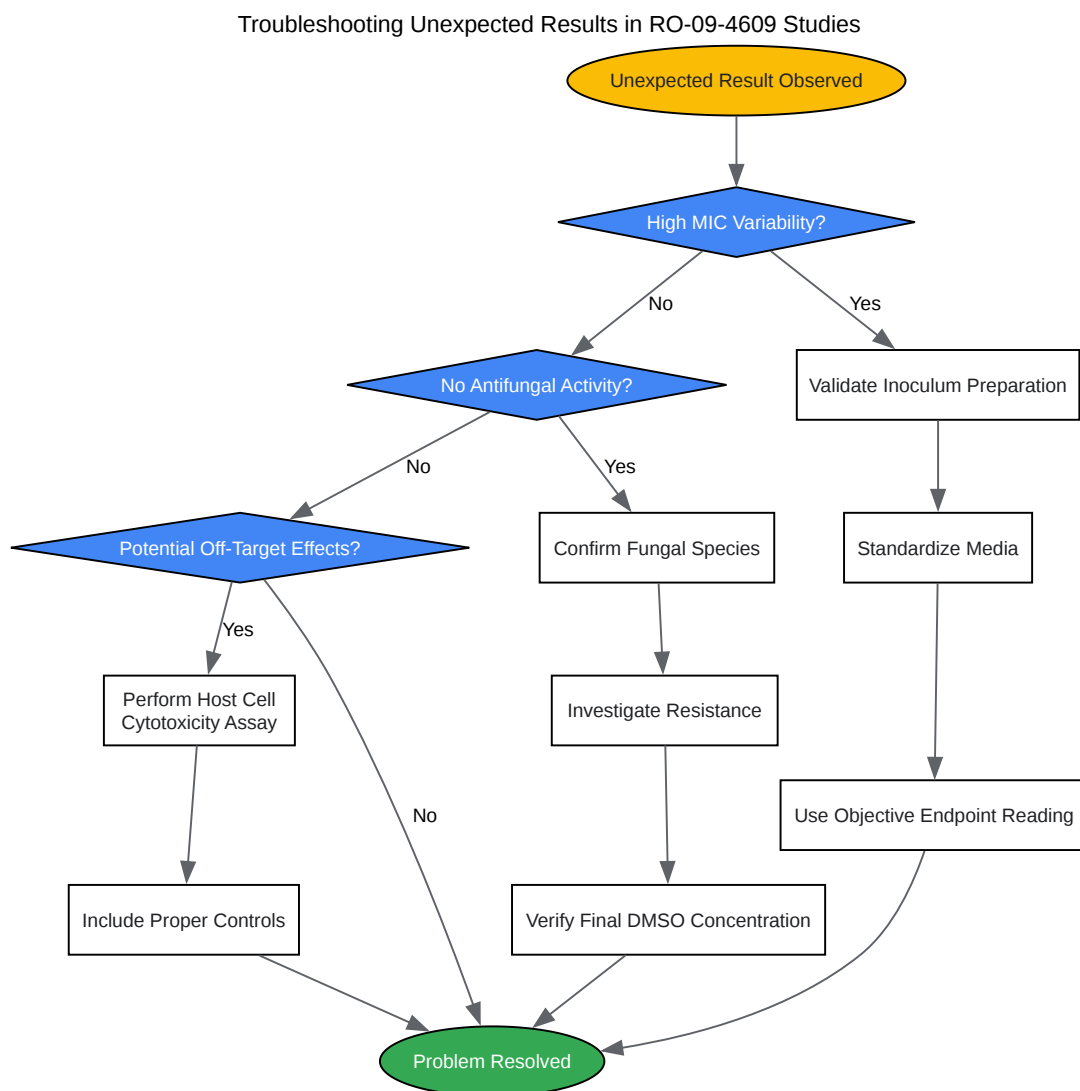 Troubleshooting Unexpected Results in RO-09-4609 Studies
Unexpected Result Observed
High MIC Variability?
No
Yes
No Antifungal Activity?
Validate Inoculum Preparation
No
Yes
Potential Off-Target Effects?
Confirm Fungal Species
Standardize Media
Yes
Perform Host Cell
Cytotoxicity Assay
Investigate Resistance
No
Use Objective Endpoint Reading
Include Proper Controls
Verify Final DMSO Concentration
Problem Resolved